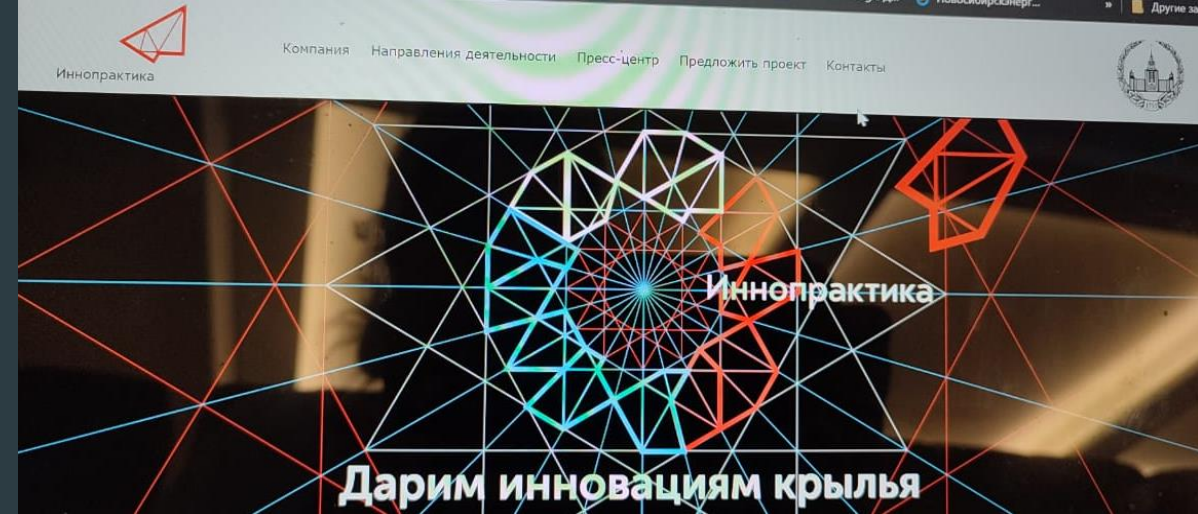 Другие за
Иннопрактика
Компания Направления деятельности Пресс-центр Предложить проект Контакты
Иннопрактика
Дарим инновациям крылья